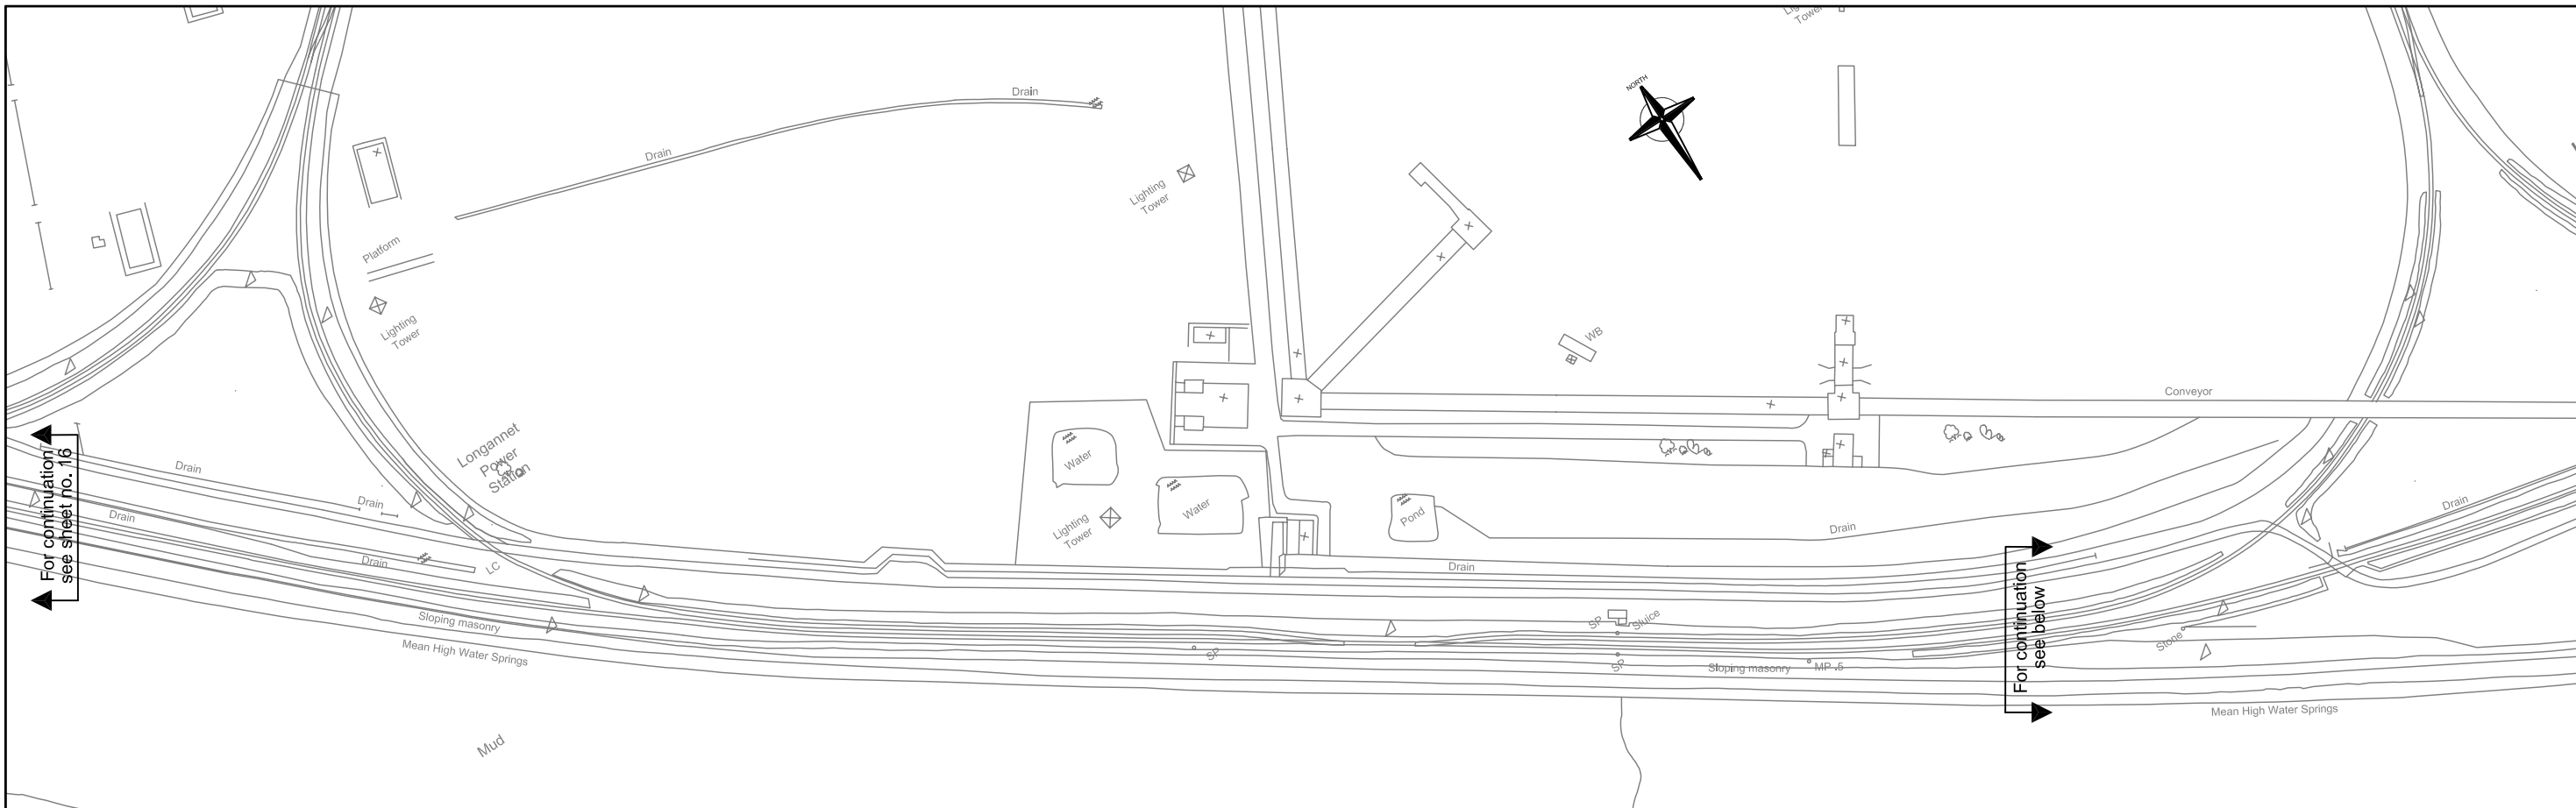 Lighting
Tower
NORTH
Drain
Drain
Lighting
Tower
Platform
Lighting
Tower
WB
Conveyor
Longannet
Power
Station
Water
Water
Lighting
Tower
Pond
Drain
Drain
Drain
Drain
Drain
Drain
Drain
LC
For continuation
see sheet no. 16
For continuation
see below
SP
Sluice
Sloping masonry
Mean High Water Springs
SP
SP
Sloping masonry
MP .5
Stone
Mean High Water Springs
Mud